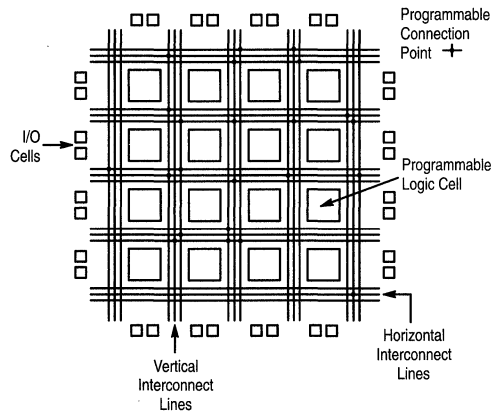 Programmable
Connection
Point
I/O
Cells
Programmable
Logic Cell
Vertical
Interconnect
Lines
Horizontal
Interconnect
Lines